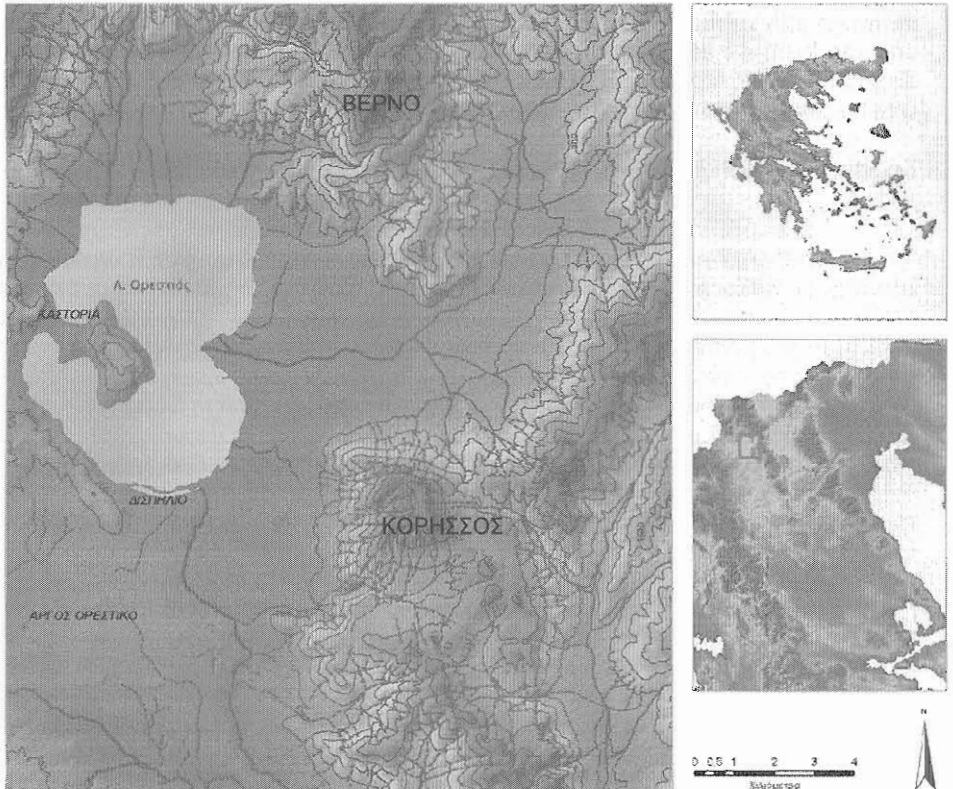 ΒΕΡΝΟ
Λ. Ορεστιάς
ΚΑΣΤΟΡΙΑ
ΔΙΣΠΗΛΙΟ
ΚΟΡΗΣΣΟΣ
ΑΡΓΟΣ ΟΡΕΣΤΙΚΟ
N
0 0,5 1 2 3 4
Χιλιόμετρα